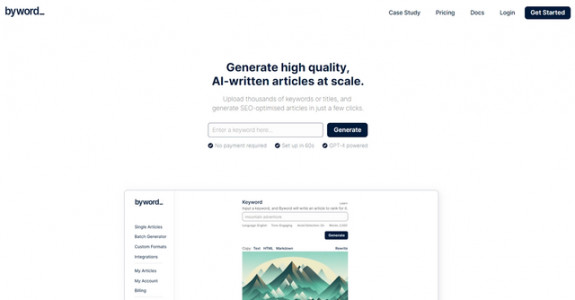 byword_
Case Study
Pricing
Docs
Login
Get Started
Generate high quality,
AI-written articles at scale.
Upload thousands of keywords or titles, and
generate SEO-optimised articles in just a few clicks.
Enter a keyword here...
Generate
No payment required
Set up in 60s
GPT-4 powered
byword_
Single Articles
Batch Generator
Custom Formats
Integrations
My Articles
My Account
Billing
Keyword
Input a keyword, and Byword will write an article to rank for it.
mountain adventure
Generate
Copy Text HTML Markdown
Rewrite